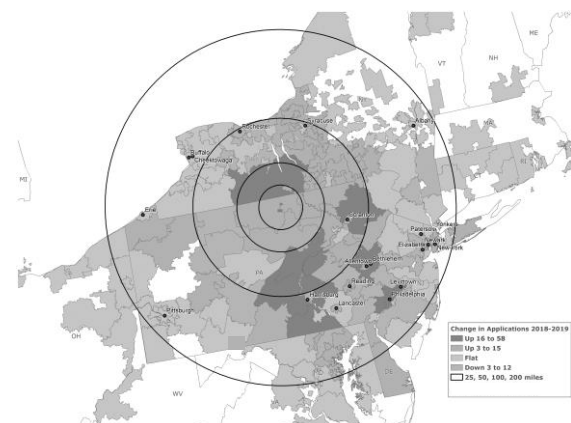 ME
VT
NH
Rochester
Syracuse
Albany
MA
Buffalo
Cheektowaga
RI
CT
MI
Erie
Scranton
Yonkers
Paterson
Newark
Elizabeth
New York
Allentown
Bethlehem
PA
Reading
Levittown
Harrisburg
Philadelphia
Lancaster
Pittsburgh
OH
MD
DE
WV
Change in Applications 2018-2019
Up 16 to 58
Up 3 to 15
Flat
Down 3 to 12
25, 50, 100, 200 miles